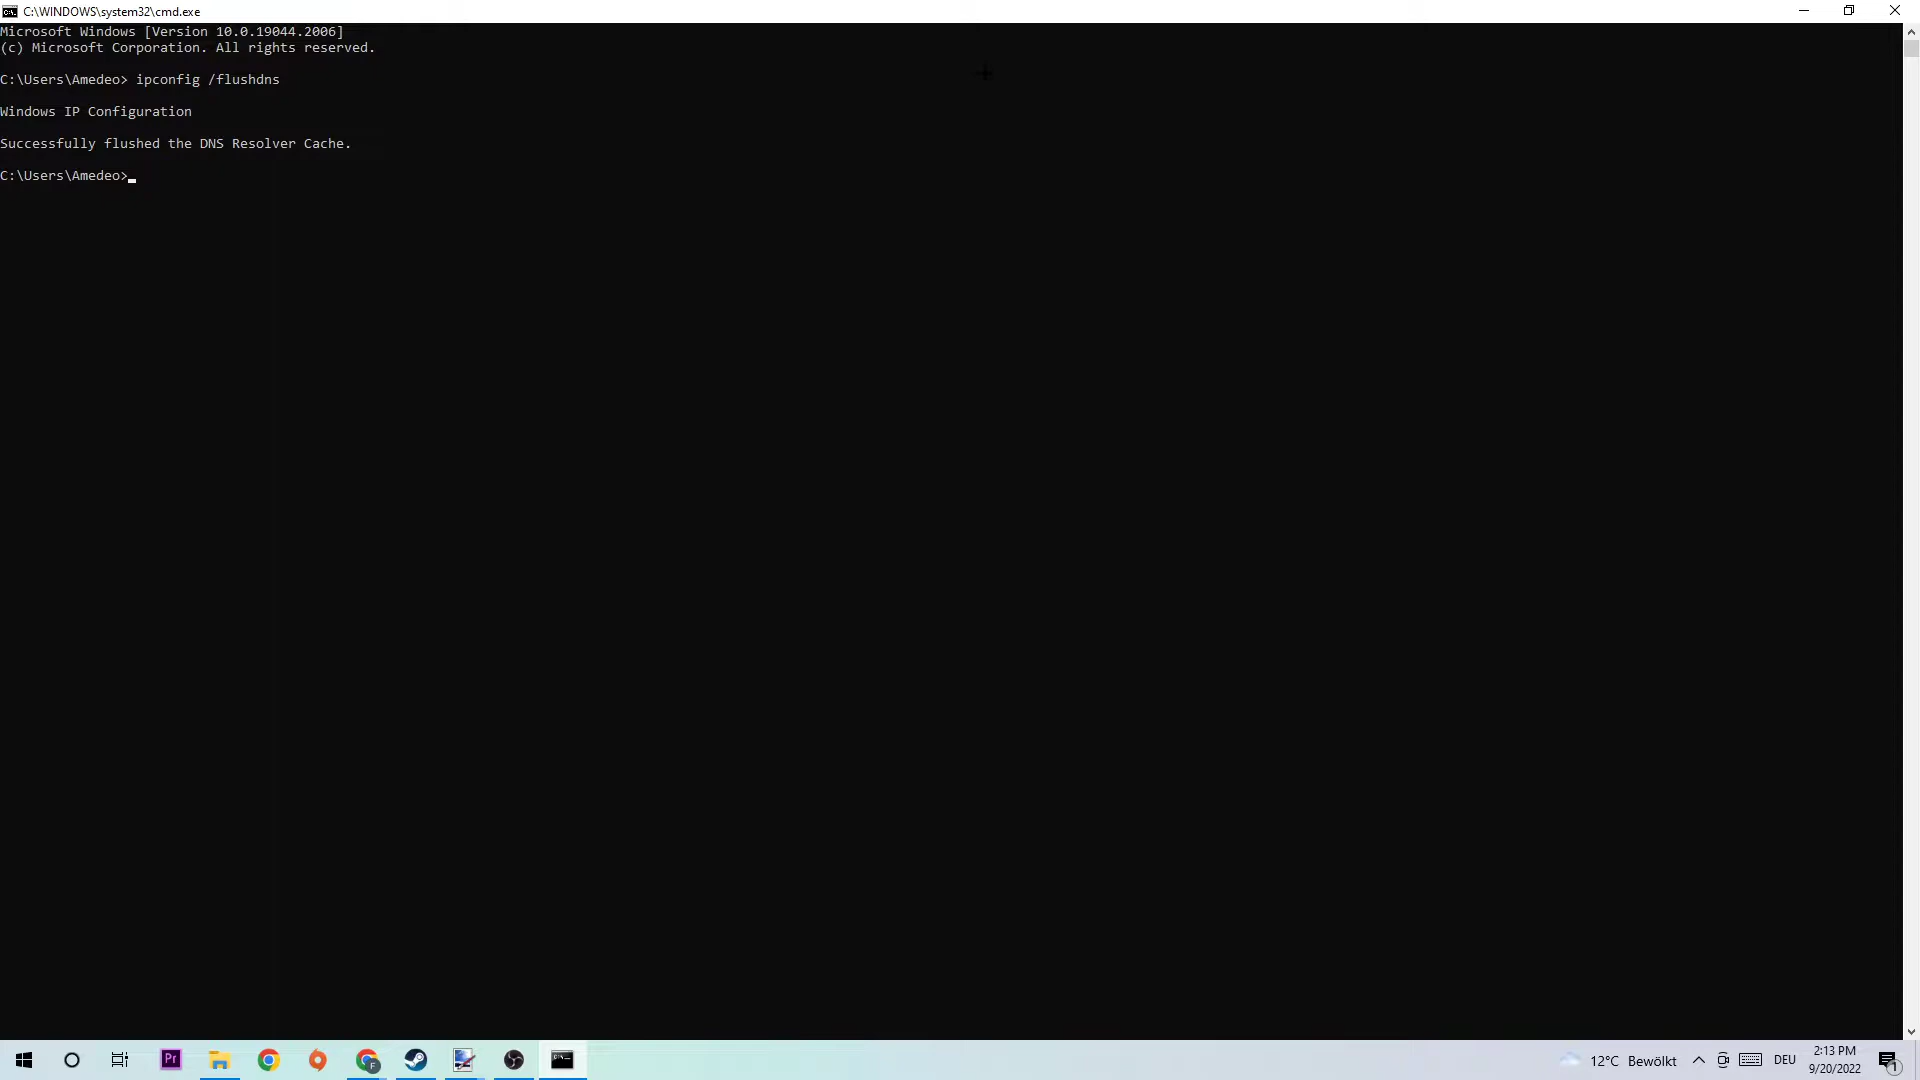 C:\WINDOWS\system32\cmd.exe
Microsoft Windows [Version 10.0.19044.2006]
(c) Microsoft Corporation. All rights reserved.
C:\Users\Amedeo> ipconfig /flushdns
Windows IP Configuration
Successfully flushed the DNS Resolver Cache.
C:\Users\Amedeo>
Pr
F
12°C Bewölkt
DEU
2:13 PM
9/20/2022
1